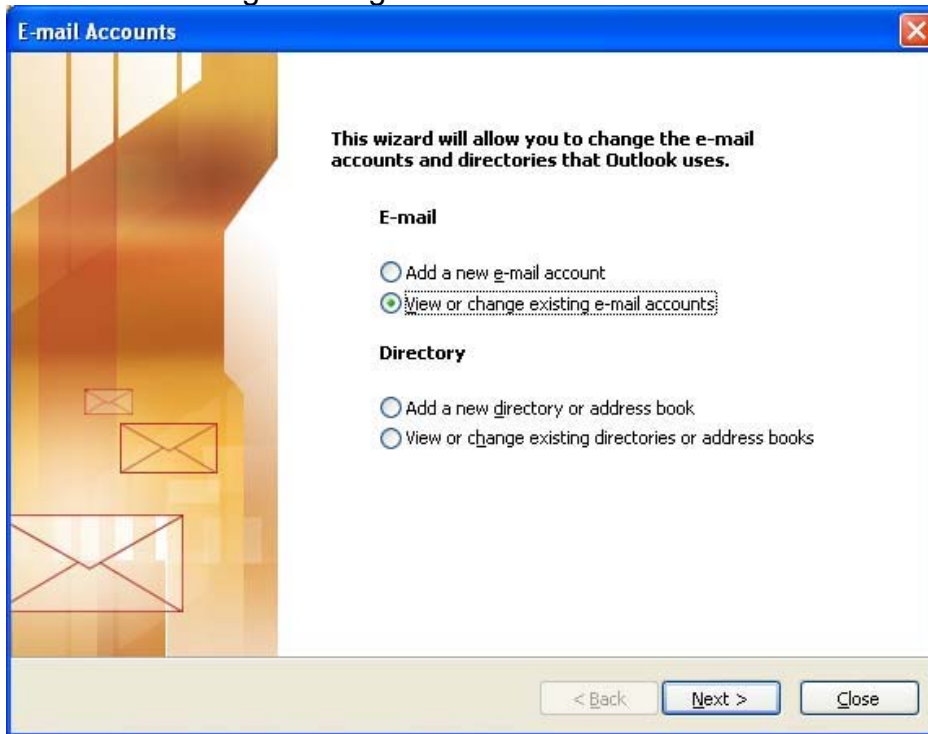 E-mail Accounts
This wizard will allow you to change the e-mail
accounts and directories that Outlook uses.
E-mail
Add a new e-mail account
View or change existing e-mail accounts
Directory
Add a new directory or address book
View or change existing directories or address books
< Back Next > Close